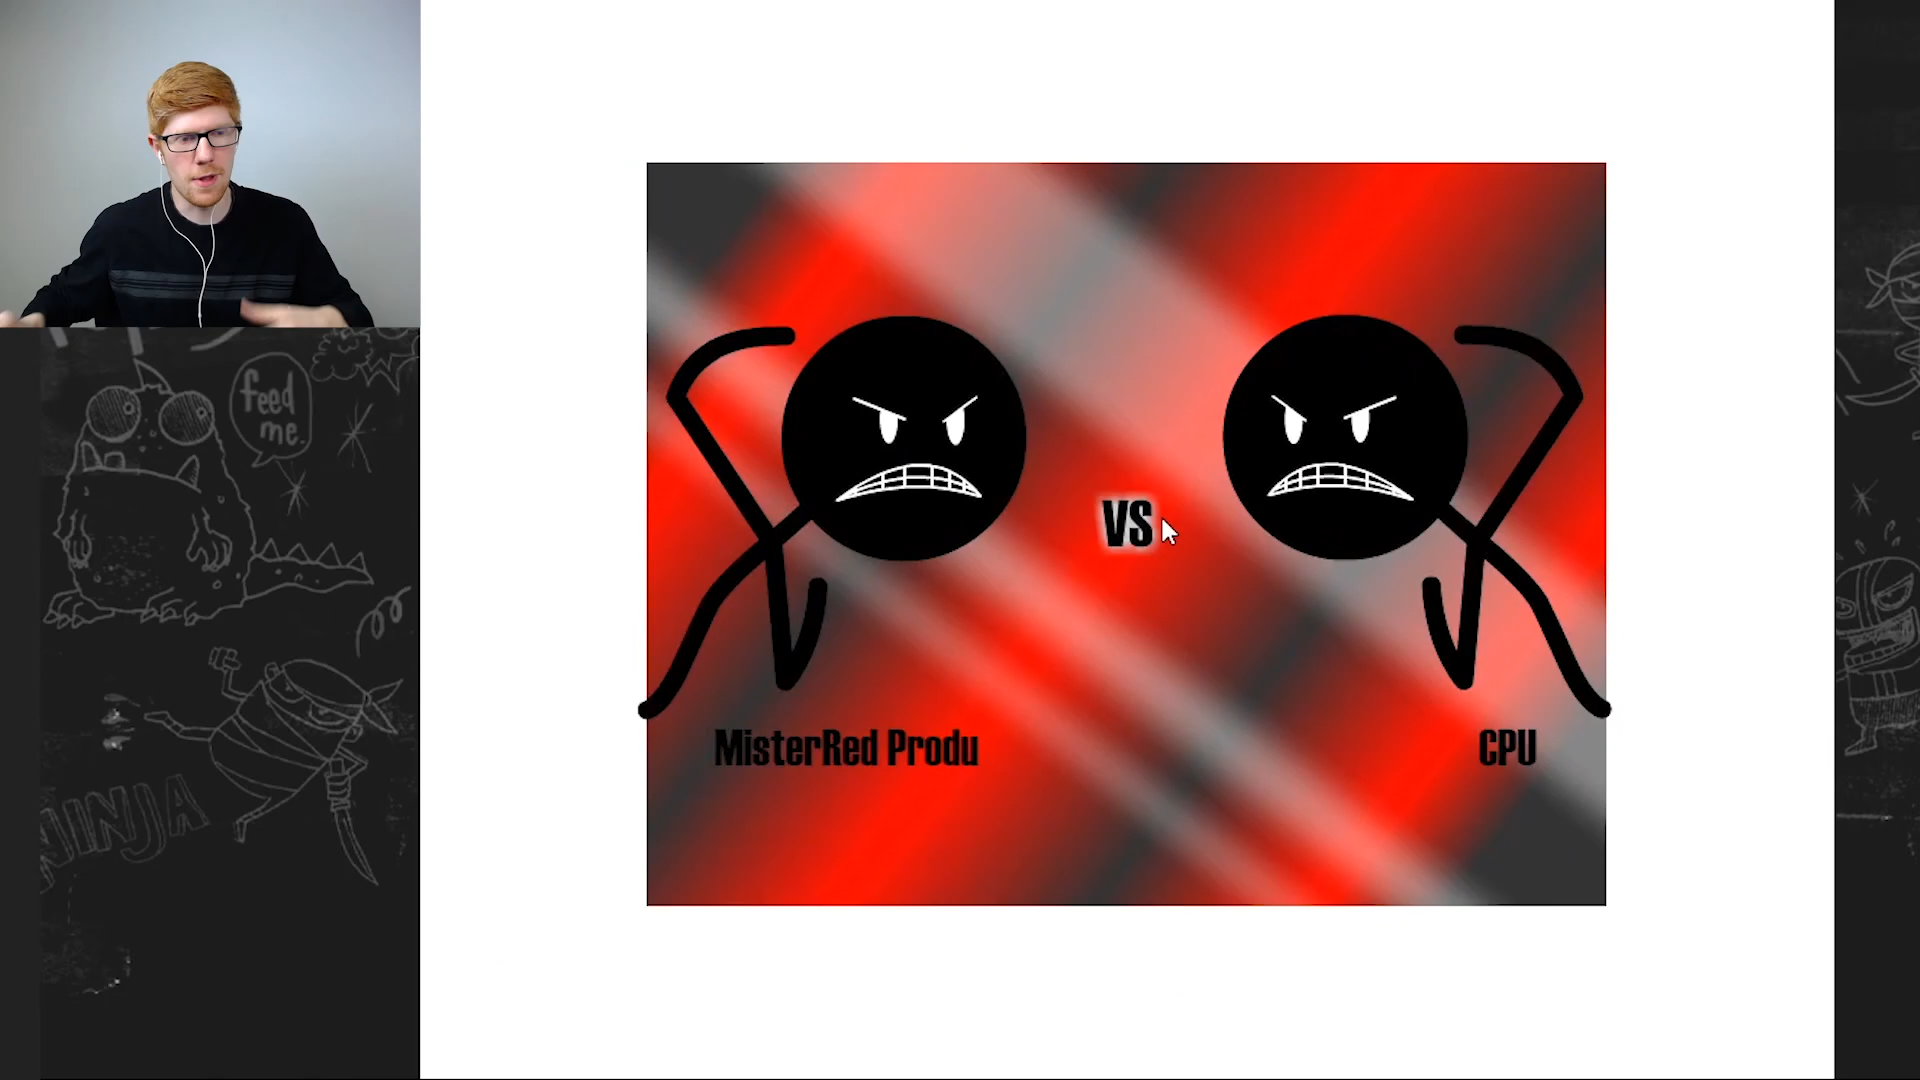 feed
me.
VS
MisterRed Produ
CPU
NINJA